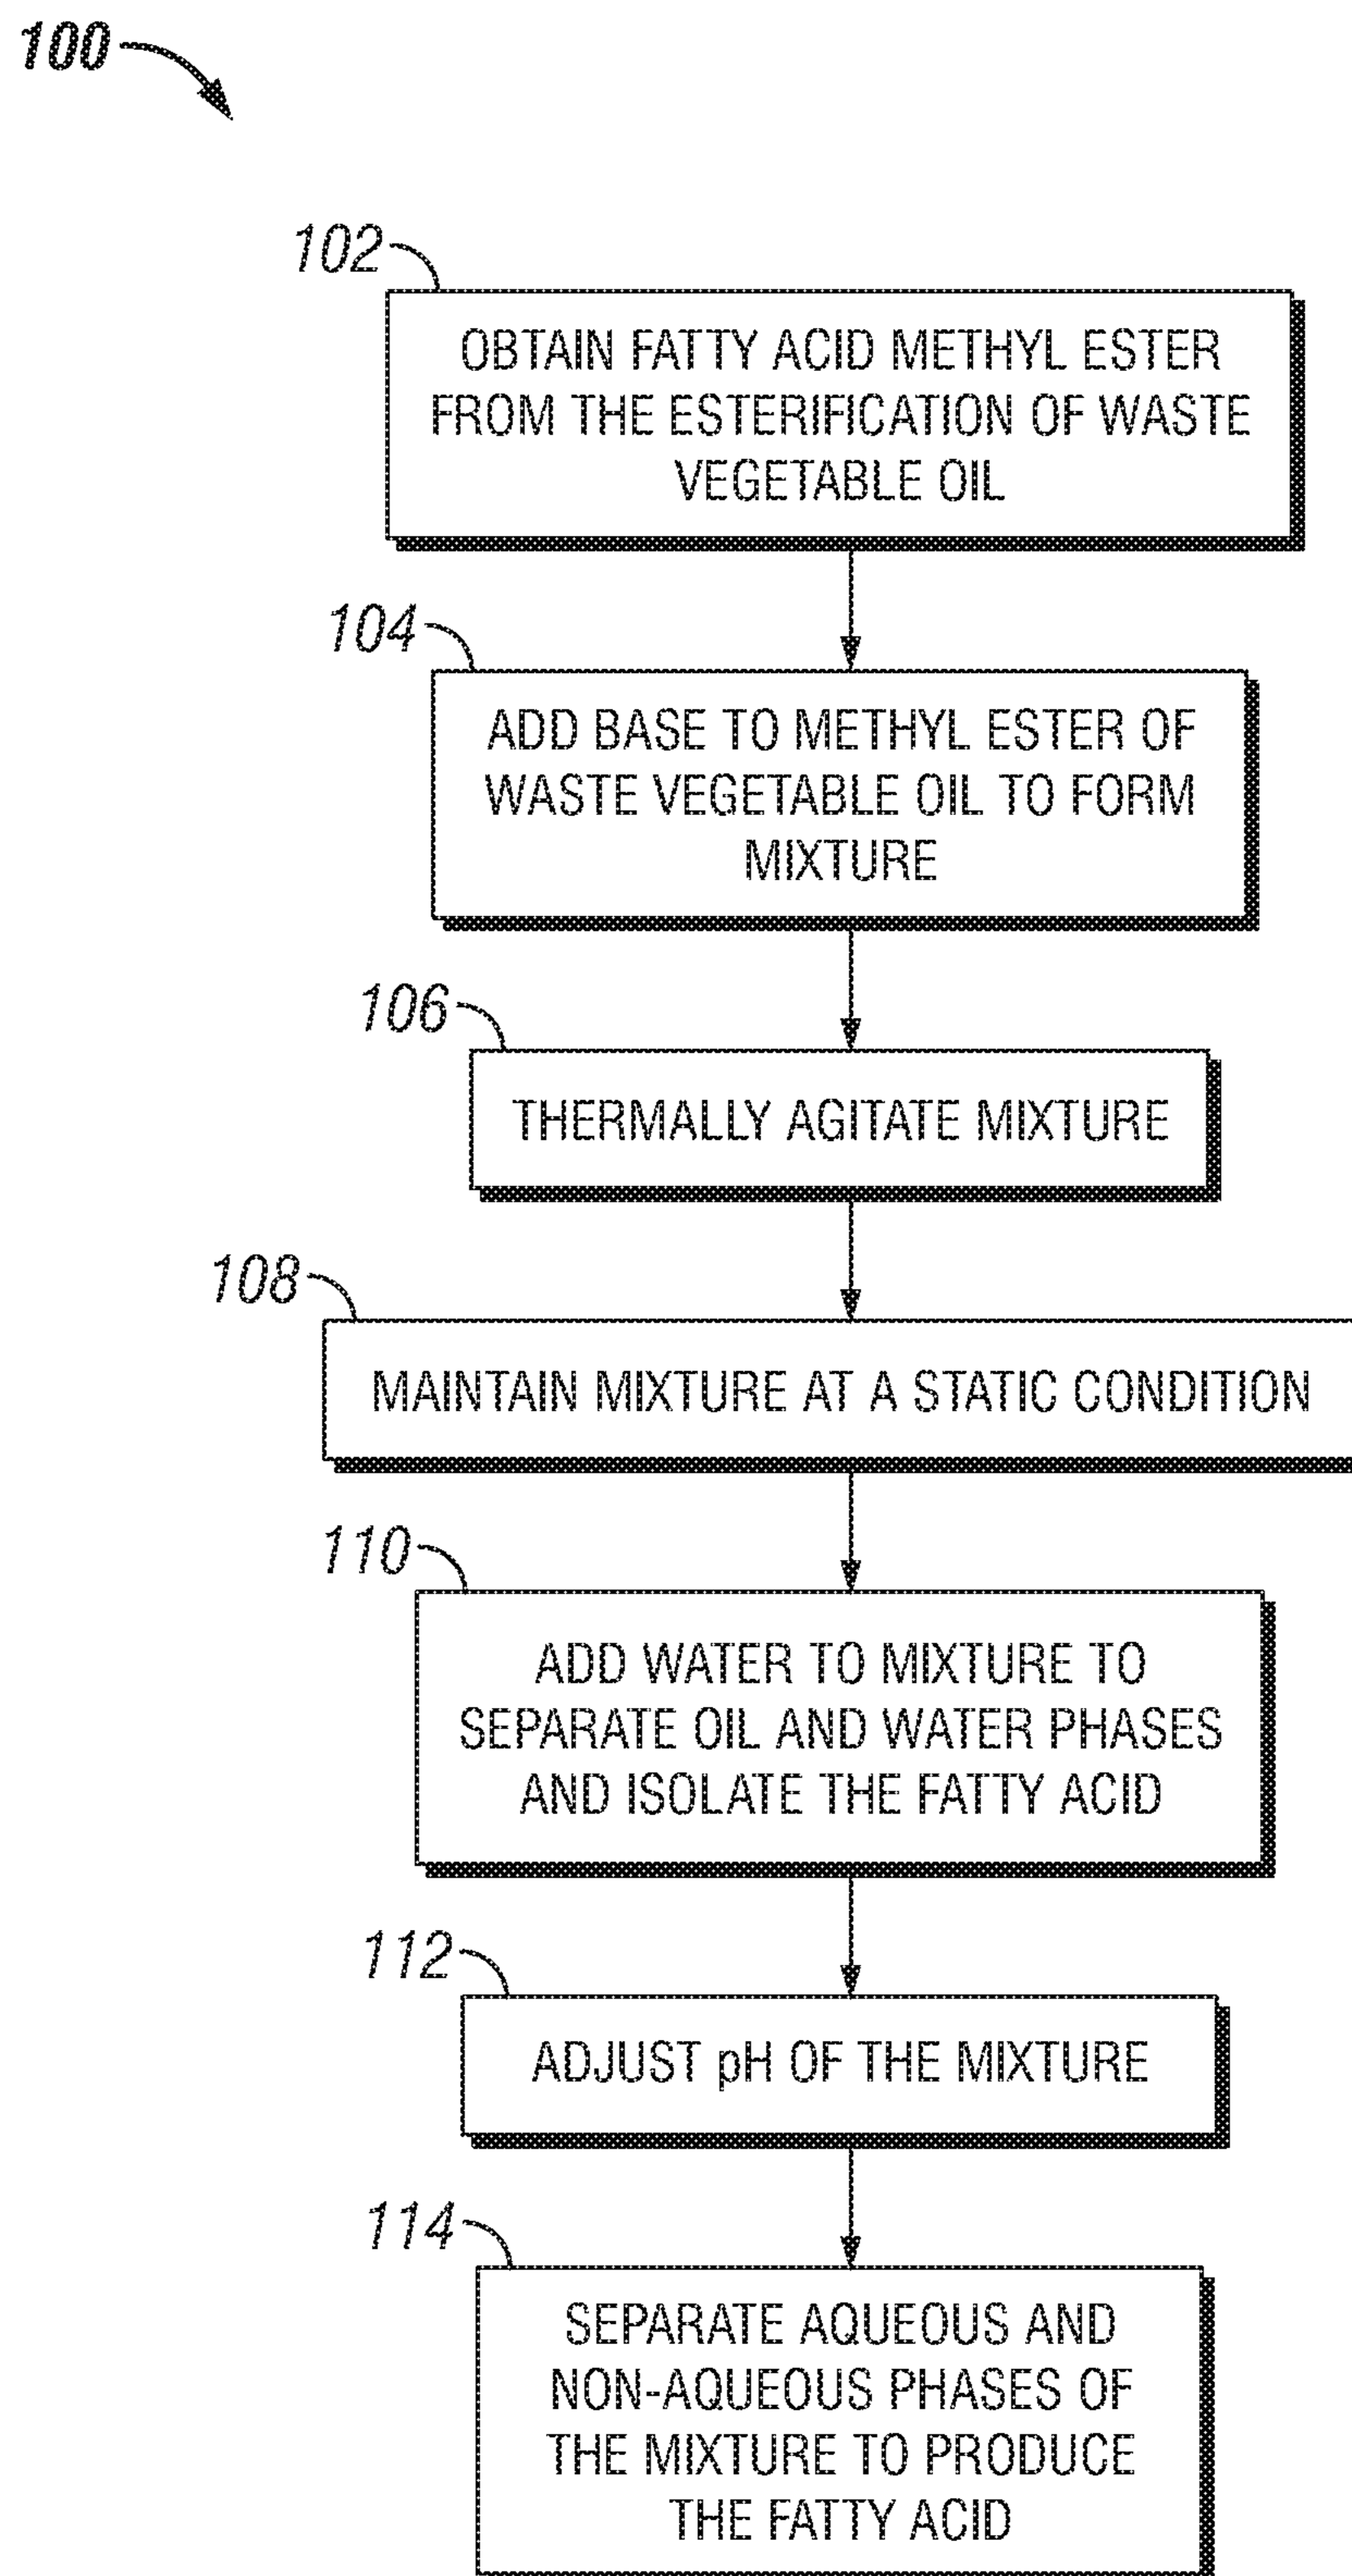 100
102
OBTAIN FATTY ACID METHYL ESTER
FROM THE ESTERIFICATION OF WASTE
VEGETABLE OIL
104
ADD BASE TO METHYL ESTER OF
WASTE VEGETABLE OIL TO FORM
MIXTURE
106
THERMALLY AGITATE MIXTURE
108
MAINTAIN MIXTURE AT A STATIC CONDITION
110
ADD WATER TO MIXTURE TO
SEPARATE OIL AND WATER PHASES
AND ISOLATE THE FATTY ACID
112
ADJUST pH OF THE MIXTURE
114
SEPARATE AQUEOUS AND
NON-AQUEOUS PHASES OF
THE MIXTURE TO PRODUCE
THE FATTY ACID